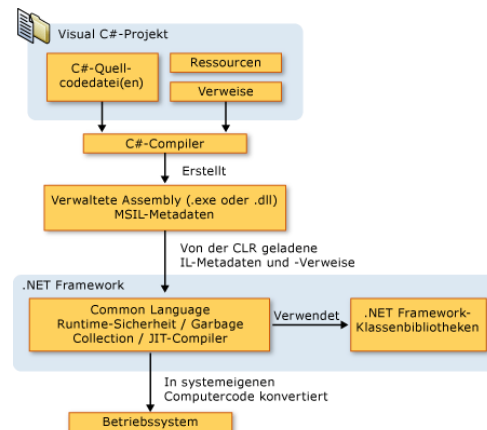 Visual C#-Projekt
C#-Quell-
codedatei(en)
Ressourcen
Verweise
C#-Compiler
Erstellt
Verwaltete Assembly (.exe oder .dll)
MSIL-Metadaten
Von der CLR geladene
IL-Metadaten und -Verweise
.NET Framework
Common Language
Runtime-Sicherheit / Garbage
Collection / JIT-Compiler
Verwendet
.NET Framework-
Klassenbibliotheken
In systemeigenen
Computercode konvertiert
Betriebssystem